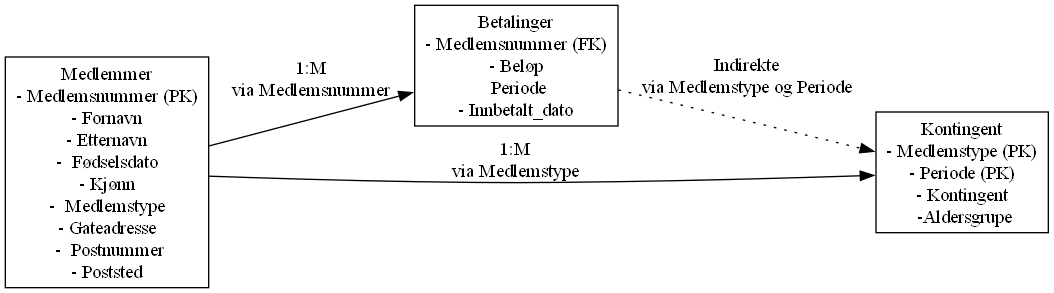 Medlemmer
- Medlemsnummer (PK)
- Fornavn
- Etternavn
- Fødselsdato
- Kjønn
- Medlemstype
- Gateadresse
- Postnummer
- Poststed
1:M
via Medlemsnummer
Betalinger
- Medlemsnummer (FK)
- Beløp
Periode
- Innbetalt_dato
1:M
via Medlemstype
Indirekte
via Medlemstype og Periode
Kontingent
- Medlemstype (PK)
- Periode (PK)
- Kontingent
-Aldersgrupe